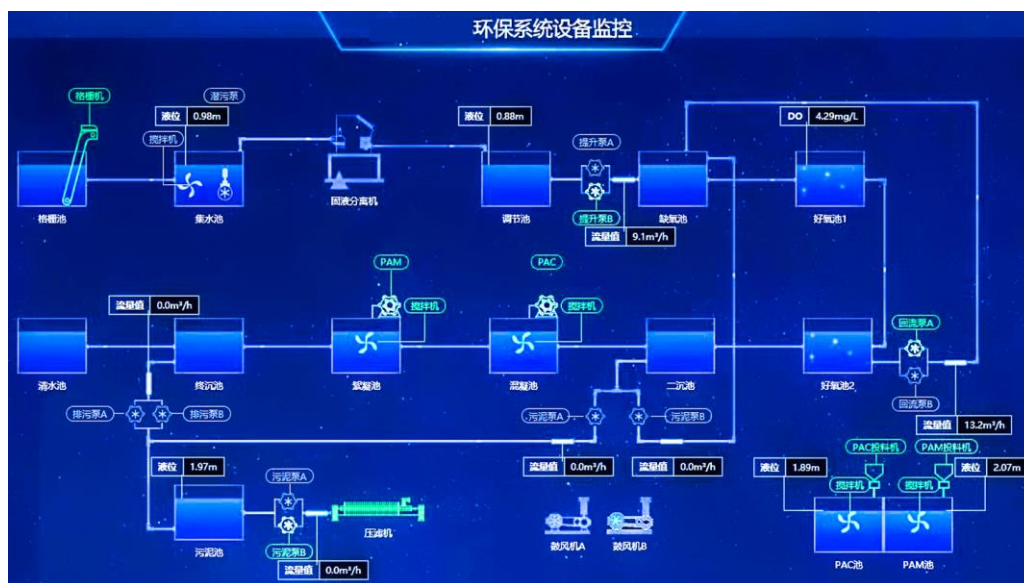 环保系统设备监控
格栅机
潜污泵
液位 0.98m
液位 0.88m
DO 4.29mg/L
搅拌机
提升泵A
格栅池
集水池
固液分离机
调节池
提升泵B
缺氧池
好氧池1
流量值 9.1m³/h
PAM
PAC
流量值 0.0m³/h
搅拌机
搅拌机
回流泵A
清水池
终沉池
絮凝池
混凝池
二沉池
好氧池2
回流泵B
排污泵A
排污泵B
污泥泵A
污泥泵B
流量值 13.2m³/h
PAC投料机
PAM投料机
液位 1.97m
流量值 0.0m³/h
流量值 0.0m³/h
液位 1.89m
液位 2.07m
污泥泵A
搅拌机
搅拌机
压滤机
污泥池
污泥泵B
鼓风机A
鼓风机B
流量值 0.0m³/h
PAC池
PAM池